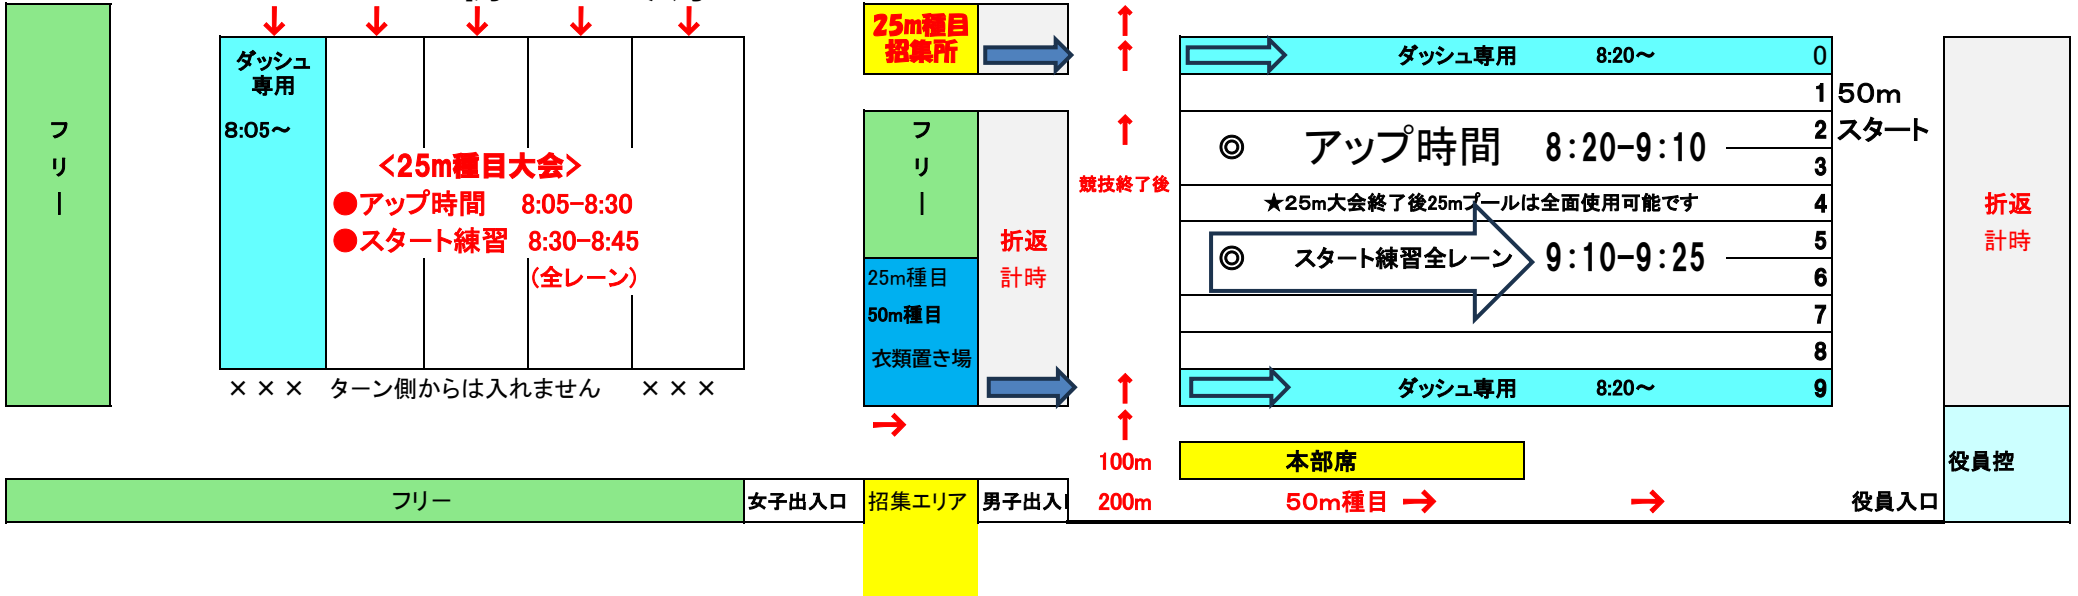 フリー
ダッシュ
専用
8:05～
<25m種目大会>
●アップ時間 8:05-8:30
●スタート練習 8:30-8:45
(全レーン)
××× ターン側からは入れません ×××
25m種目
招集所
フリー
折返
計時
25m種目
50m種目
衣類置き場
競技終了後
100m
200m
ダッシュ専用 8:20～ 0
1
2
◎ アップ時間 8:20-9:10
3
★25m大会終了後25mプールは全面使用可能です 4
5
◎ スタート練習全レーン 9:10-9:25
6
7
8
ダッシュ専用 8:20～ 9
50m
スタート
折返
計時
本部席
役員控
フリー
女子出入口
招集エリア
男子出入
50m種目
役員入口